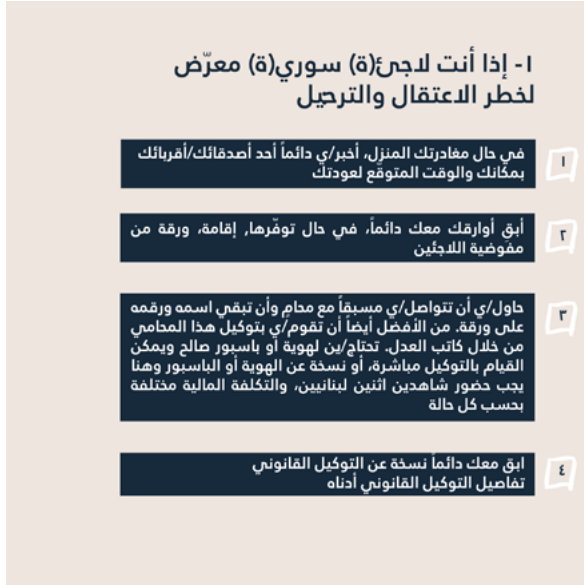 ١- إذا أنت لاجئ(ة) سوري(ة) معرّض
لخطر الاعتقال والترحيل
١
في حال مغادرتك المنزل، أخبر/ي دائماً أحد أصدقائك/أقربائك
بمكانك والوقت المتوقّع لعودتك
٢
أبقِ أوارقك معك دائماً، في حال توفّرها, إقامة، ورقة من
مفوضية اللاجئين
٣
حاول/ي أن تتواصل/ي مسبقاً مع محامٍ وأن تبقي اسمه ورقمه
على ورقة. من الأفضل أيضاً أن تقوم/ي بتوكيل هذا المحامي
من خلال كاتب العدل. تحتاج/ين لهوية أو باسبور صالح ويمكن
القيام بالتوكيل مباشرة، أو نسخة عن الهوية أو الباسبور وهنا
يجب حضور شاهدين اثنين لبنانيين، والتكلفة المالية مختلفة
بحسب كل حالة
٤
ابق معك دائماً نسخة عن التوكيل القانوني
تفاصيل التوكيل القانوني أدناه